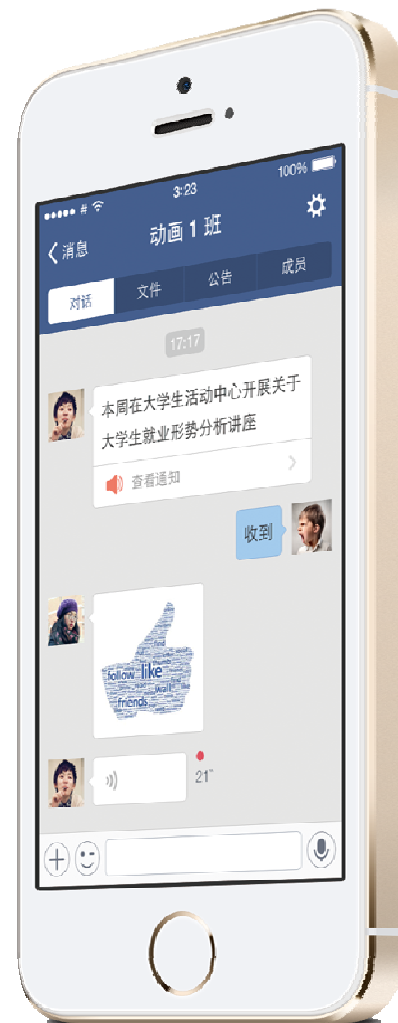 100%
3:23
消息
动画 1 班
对话 文件 公告 成员
17:17
本周在大学生活动中心开展关于
大学生就业形势分析讲座
查看通知
收到
follow like
wall
friends
21"